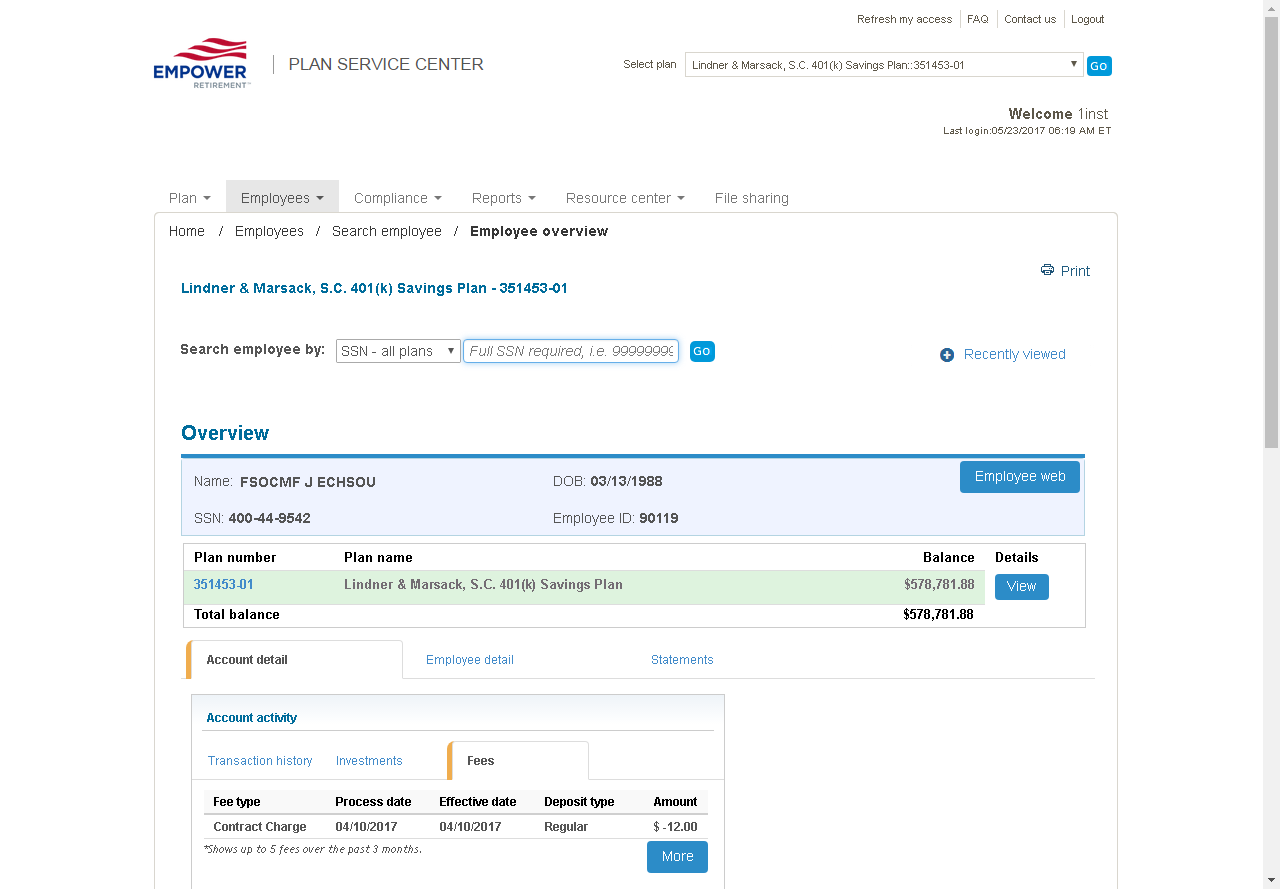 Refresh my access FAQ Contact us Logout
EMPOWER
RETIREMENT™
PLAN SERVICE CENTER
Select plan Lindner & Marsack, S.C. 401(k) Savings Plan::351453-01 Go
Welcome 1inst
Last login:05/23/2017 06:19 AM ET
Plan Employees Compliance Reports Resource center File sharing
Home / Employees / Search employee / Employee overview
Print
Lindner & Marsack, S.C. 401(k) Savings Plan - 351453-01
Search employee by: SSN - all plans Full SSN required, i.e. 99999999 Go
Recently viewed
Overview
Name: FSOCMF J ECHSOU DOB: 03/13/1988 Employee web
SSN: 400-44-9542 Employee ID: 90119
Plan number Plan name Balance Details
351453-01 Lindner & Marsack, S.C. 401(k) Savings Plan $578,781.88 View
Total balance $578,781.88
Account detail Employee detail Statements
Account activity
Transaction history Investments Fees
Fee type Process date Effective date Deposit type Amount
Contract Charge 04/10/2017 04/10/2017 Regular $ -12.00
*Shows up to 5 fees over the past 3 months.
More